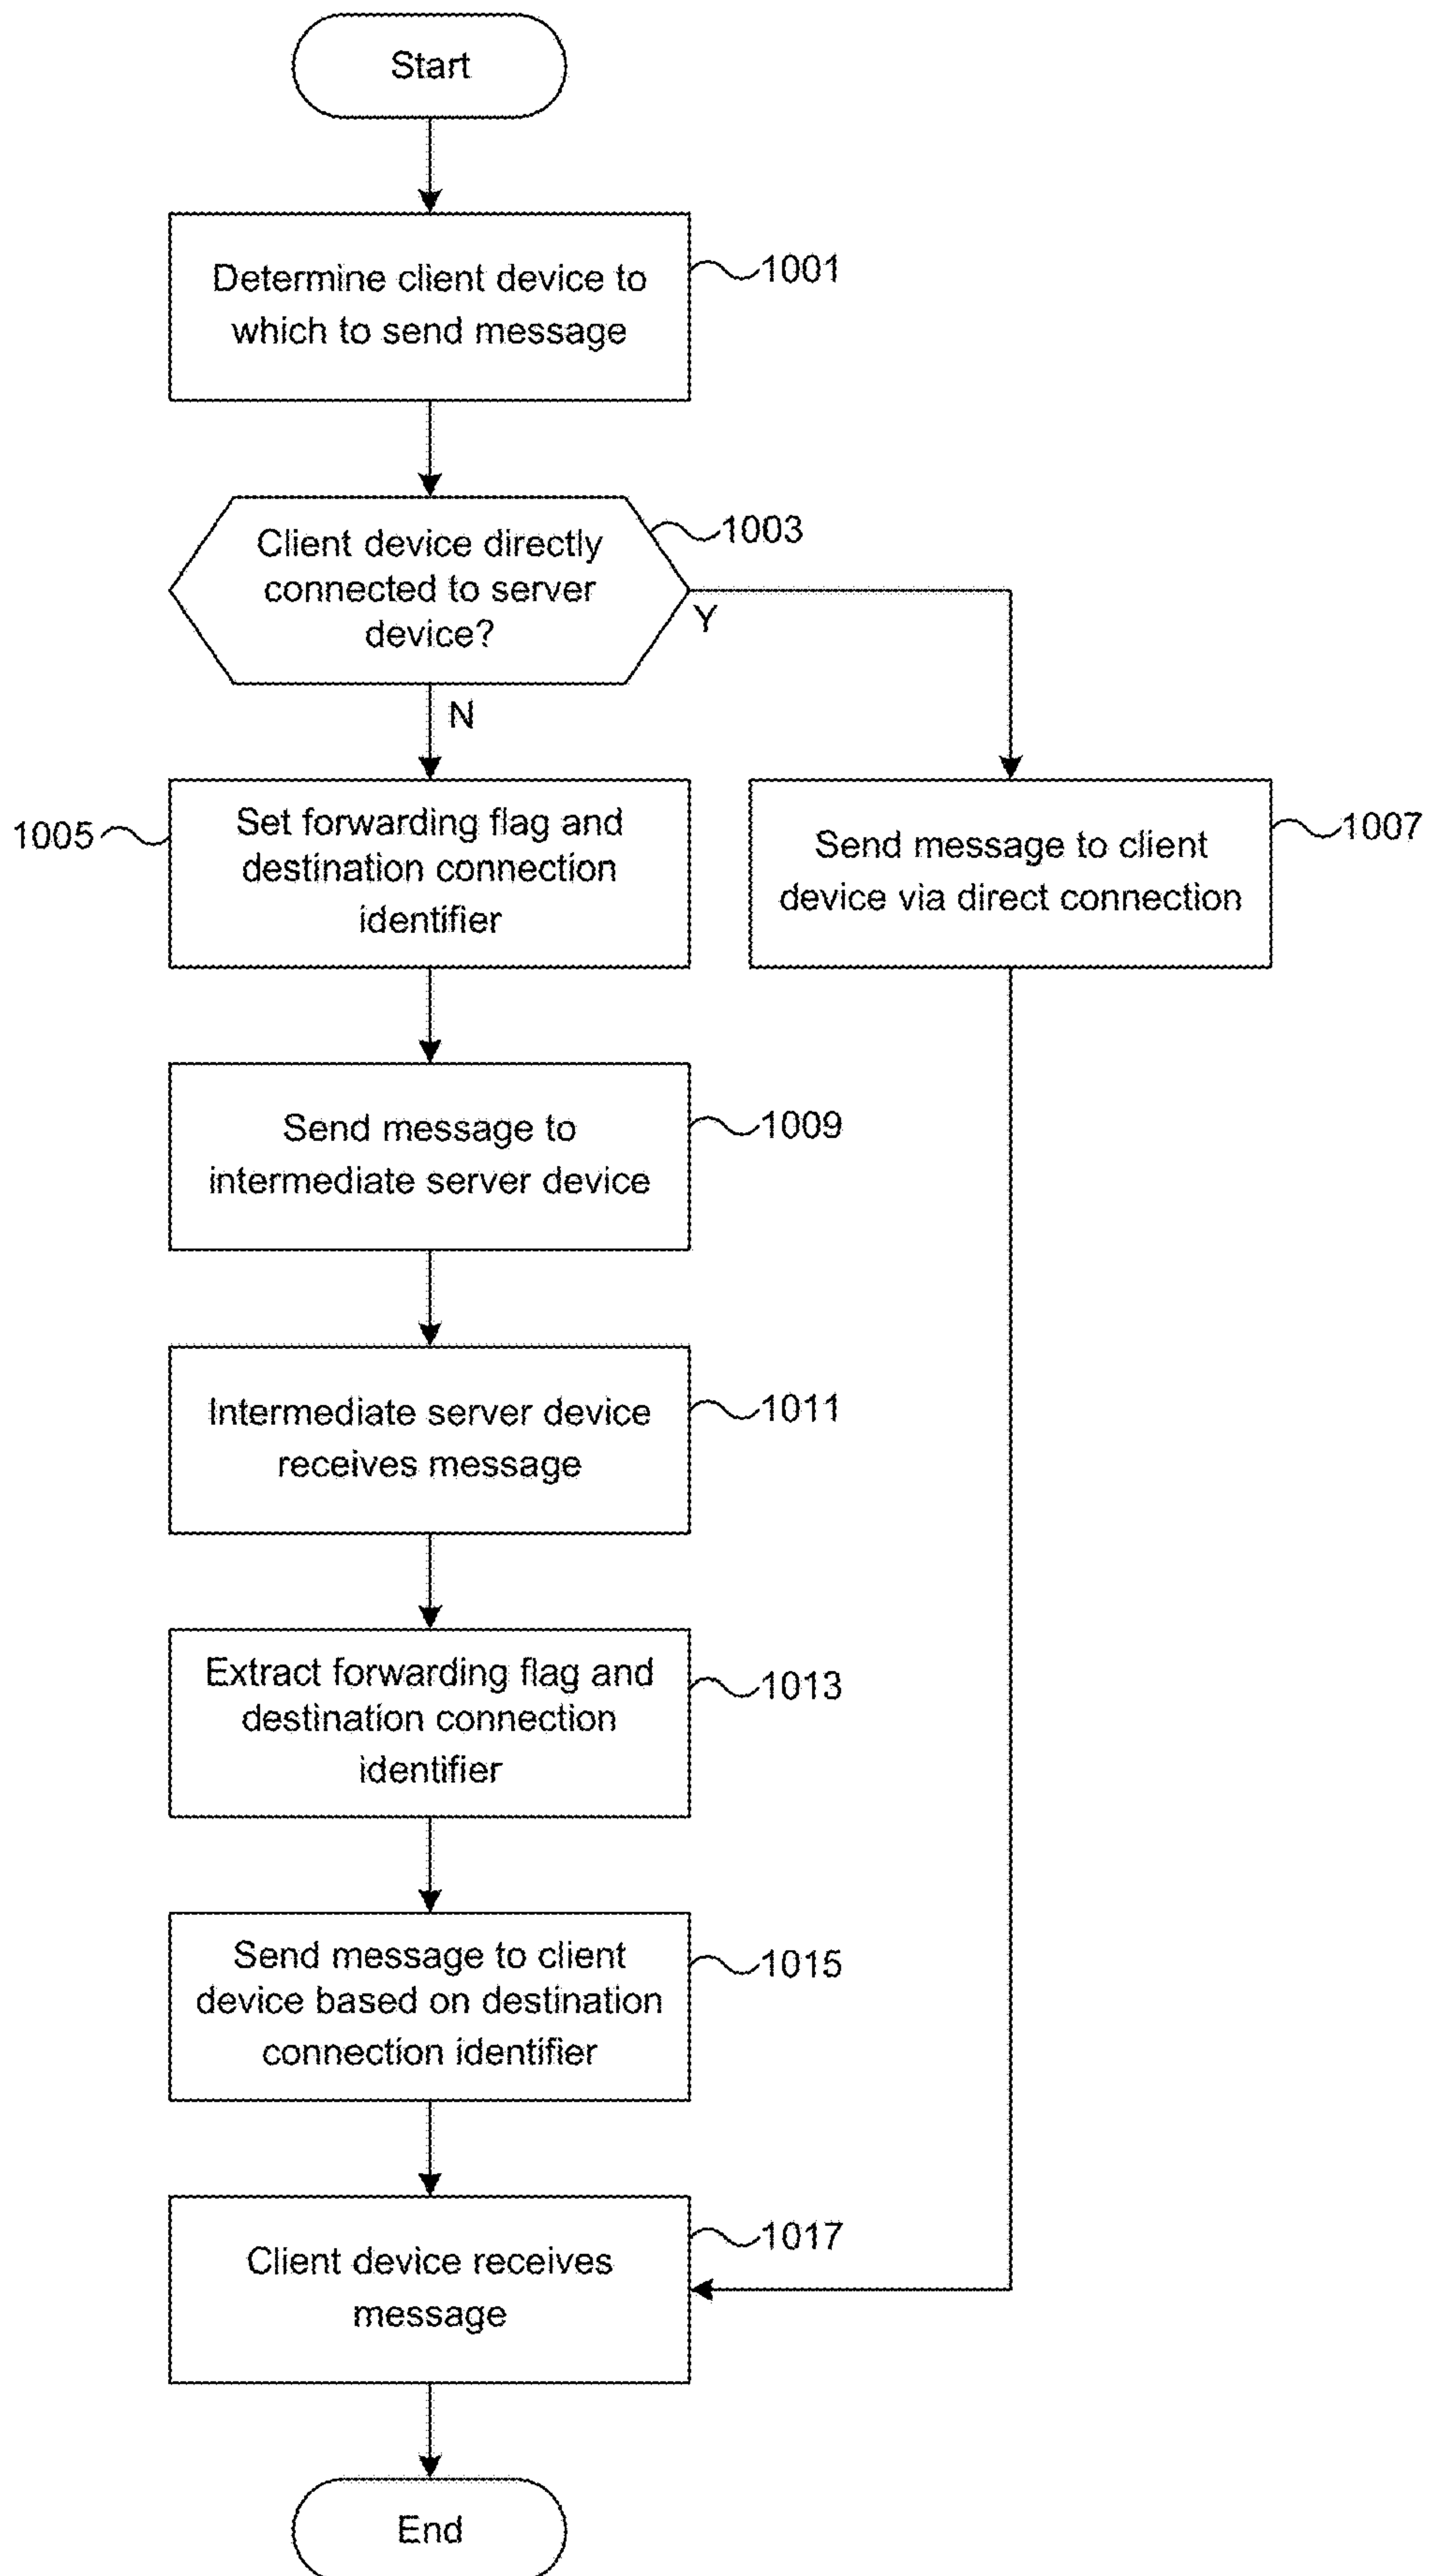 Start
Determine client device to
which to send message
1001
Client device directly
connected to server
device?
1003
Y
N
1005
Set forwarding flag and
destination connection
identifier
Send message to client
device via direct connection
1007
Send message to
intermediate server device
1009
Intermediate server device
receives message
1011
Extract forwarding flag and
destination connection
identifier
1013
Send message to client
device based on destination
connection identifier
1015
Client device receives
message
1017
End